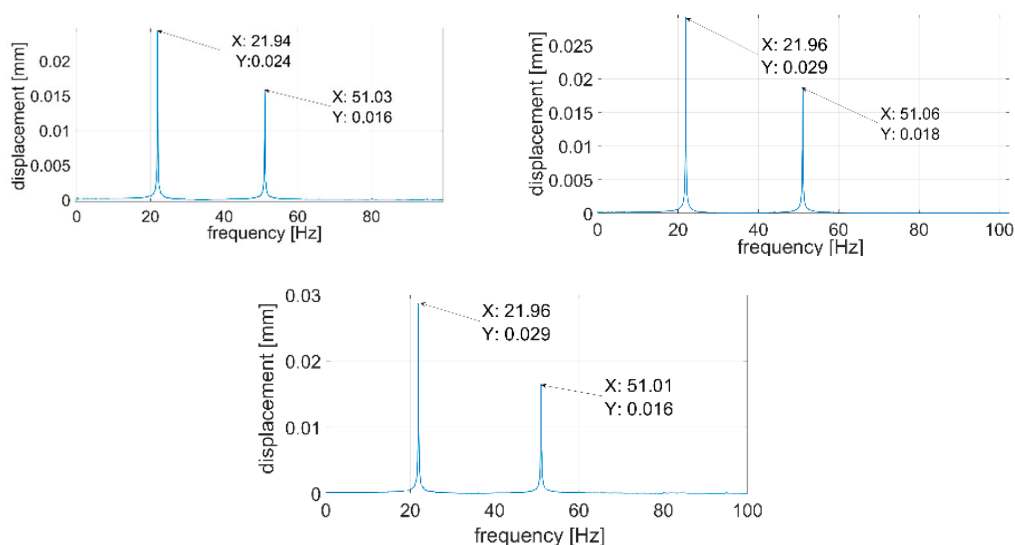 displacement [mm]
0.02
0.015
0.01
0.005
0
X: 21.94
Y:0.024
X: 51.03
Y: 0.016
0
20
40
60
80
frequency [Hz]
displacement [mm]
0.025
0.02
0.015
0.01
0.005
0
X: 21.96
Y: 0.029
X: 51.06
Y: 0.018
0
20
40
60
80
100
frequency [Hz]
displacement [mm]
0.03
0.02
0.01
0
X: 21.96
Y: 0.029
X: 51.01
Y: 0.016
0
20
40
60
80
100
frequency [Hz]